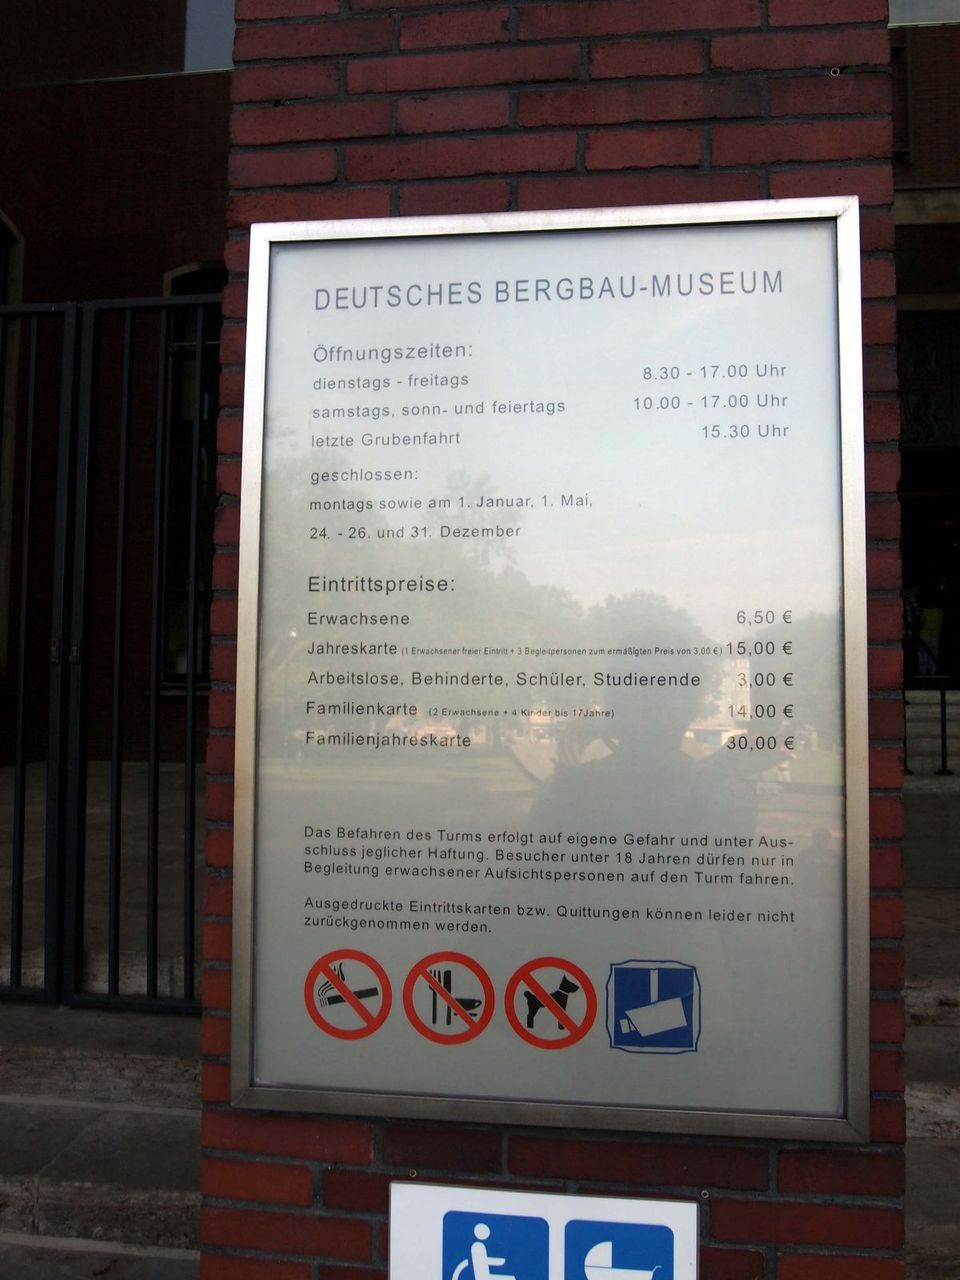 DEUTSCHES BERGBAU-MUSEUM
Öffnungszeiten:
dienstags - freitags 8.30 - 17.00 Uhr
samstags, sonn- und feiertags 10.00 - 17.00 Uhr
letzte Grubenfahrt 15.30 Uhr
geschlossen:
montags sowie am 1. Januar, 1. Mai,
24. - 26. und 31. Dezember
Eintrittspreise:
Erwachsene 6,50 €
Jahreskarte (1 Erwachsener freier Eintritt + 3 Begleitpersonen zum ermäßigten Preis von 3,00 €) 15,00 €
Arbeitslose, Behinderte, Schüler, Studierende 3,00 €
Familienkarte (2 Erwachsene + 4 Kinder bis 17Jahre) 14,00 €
Familienjahreskarte 30,00 €
Das Befahren des Turms erfolgt auf eigene Gefahr und unter Aus-
schluss jeglicher Haftung. Besucher unter 18 Jahren dürfen nur in
Begleitung erwachsener Aufsichtspersonen auf den Turm fahren.
Ausgedruckte Eintrittskarten bzw. Quittungen können leider nicht
zurückgenommen werden.